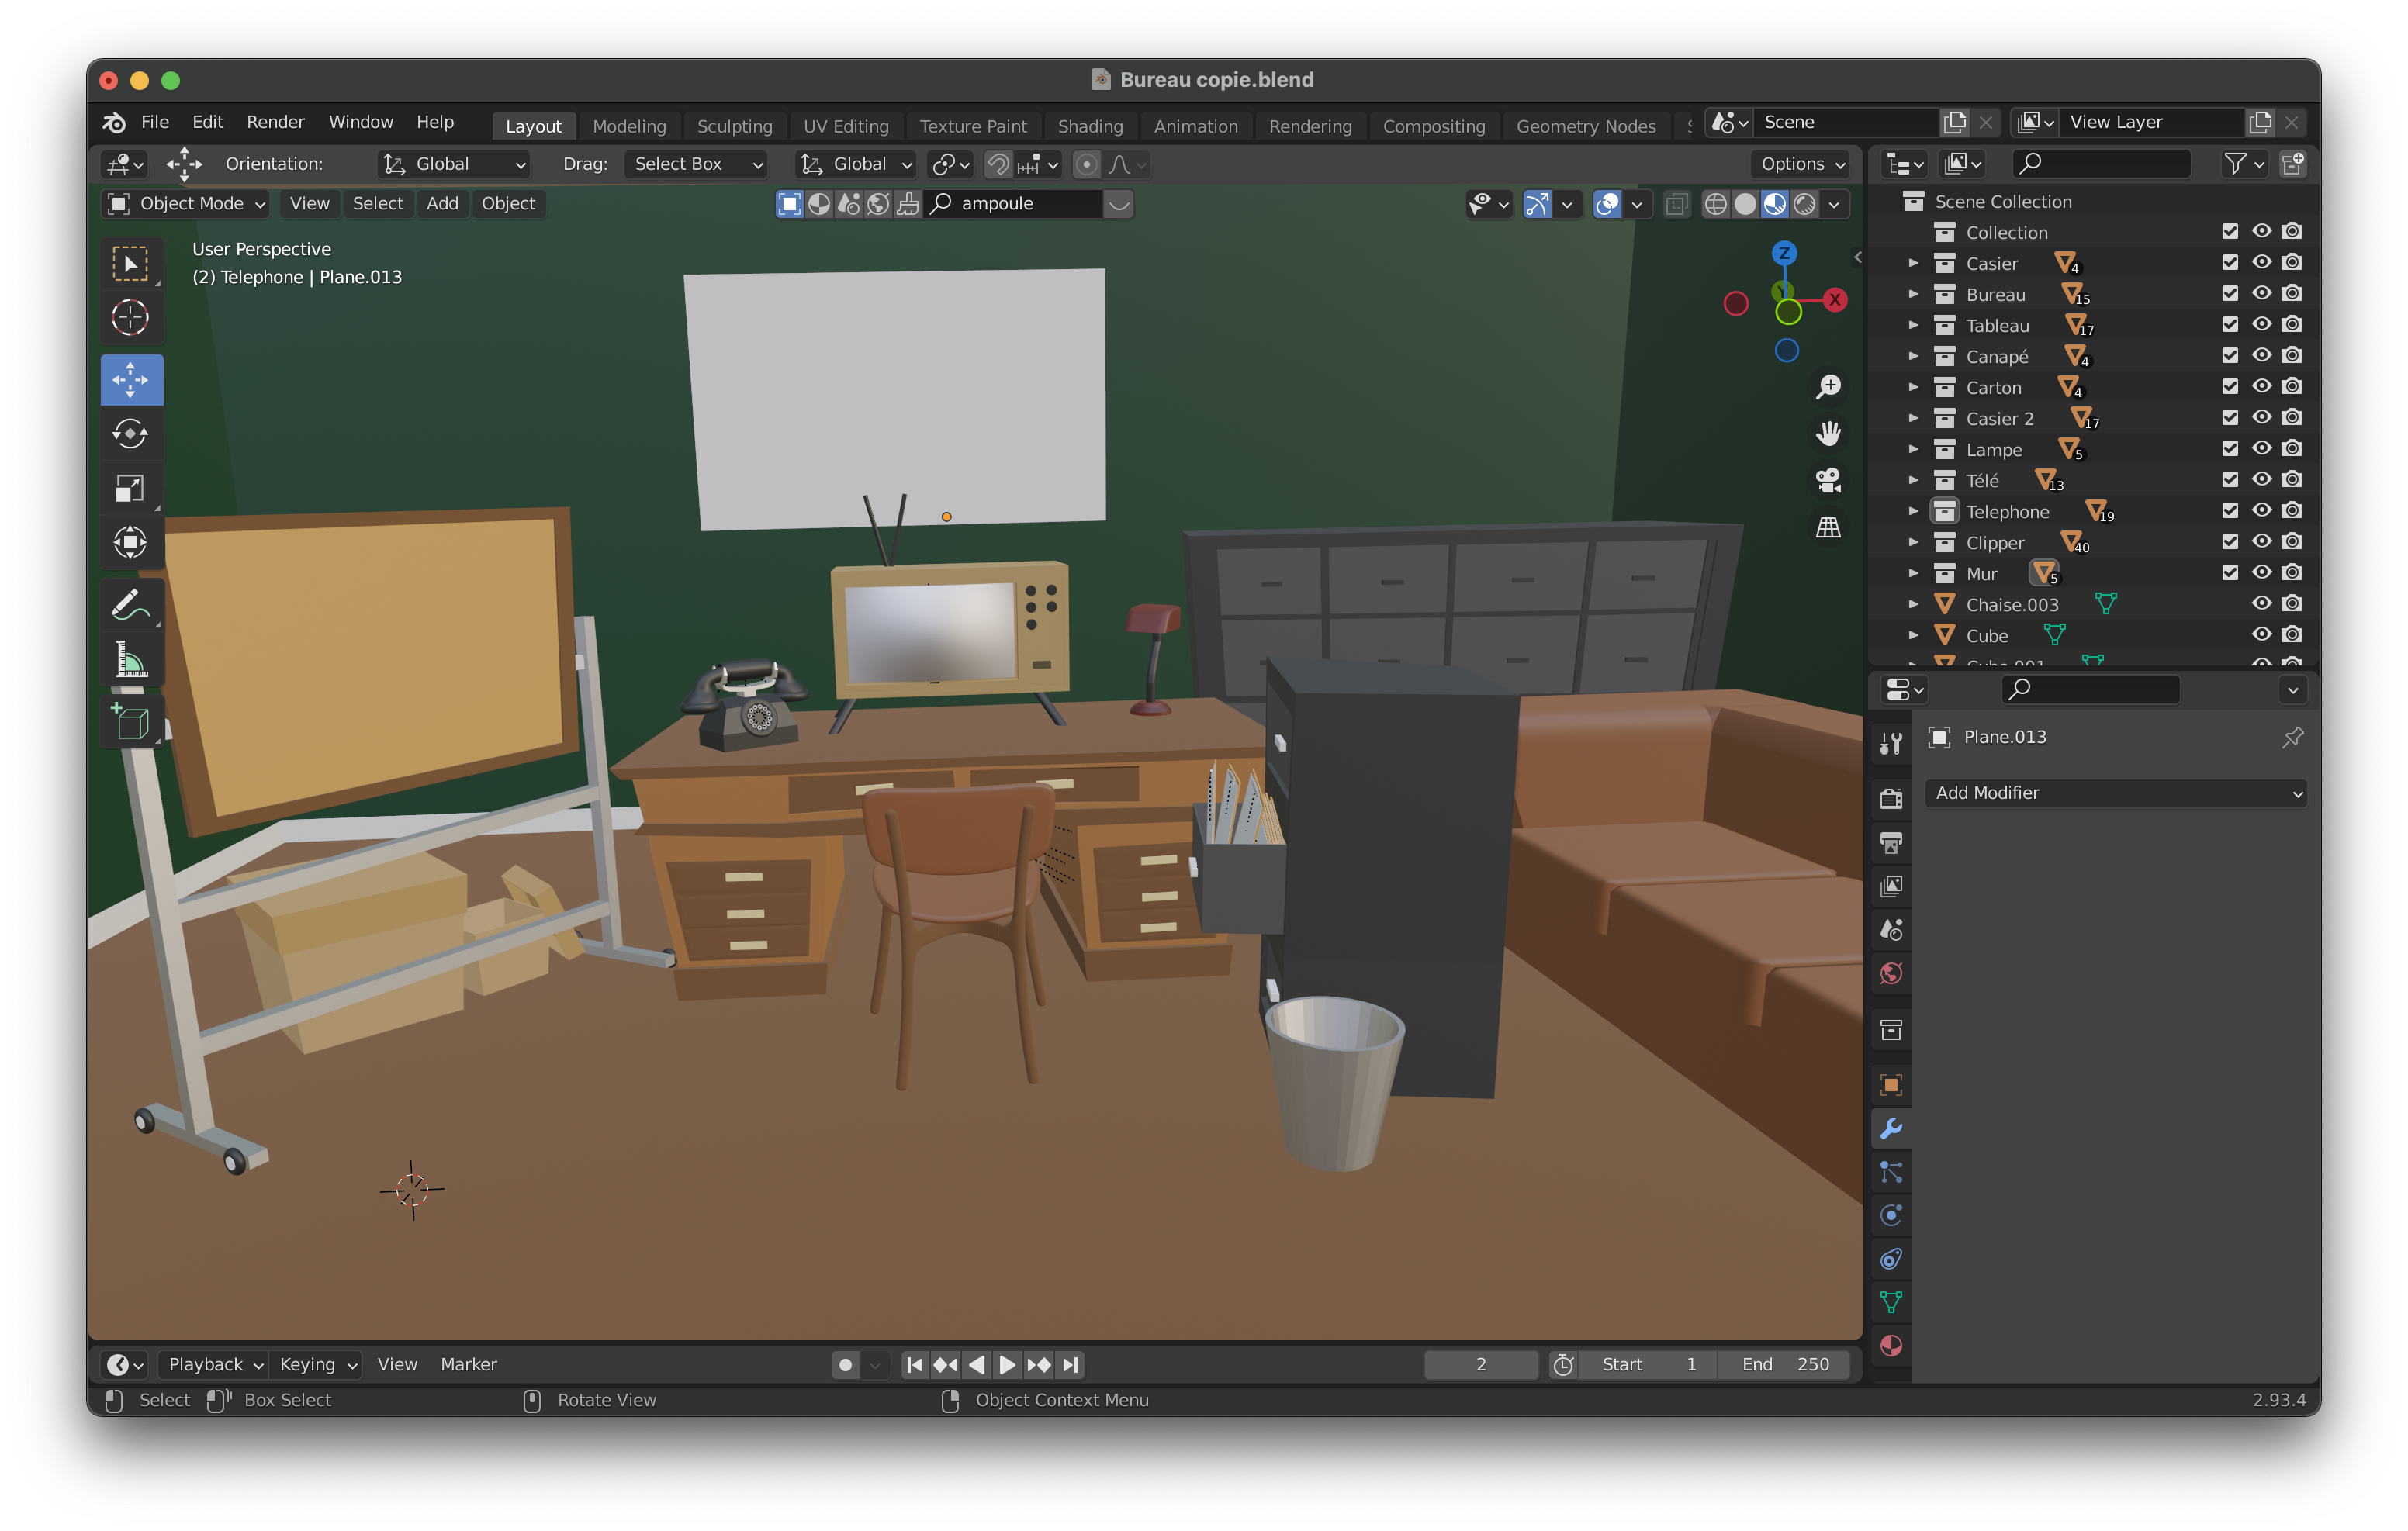 Bureau copie.blend
File Edit Render Window Help Layout Modeling Sculpting UV Editing Texture Paint Shading Animation Rendering Compositing Geometry Nodes Scene View Layer
Orientation: Global Drag: Select Box Global Options
Object Mode View Select Add Object ampoule
User Perspective
(2) Telephone | Plane.013
Z
Y
X
Scene Collection
Collection
Casier 4
Bureau 15
Tableau 17
Canapé 4
Carton 4
Casier 2 17
Lampe 5
Télé 13
Telephone 19
Clipper 40
Mur 5
Chaise.003
Cube
Cube.001
Plane.013
Add Modifier
Playback Keying View Marker 2 Start 1 End 250
Select Box Select Rotate View Object Context Menu 2.93.4